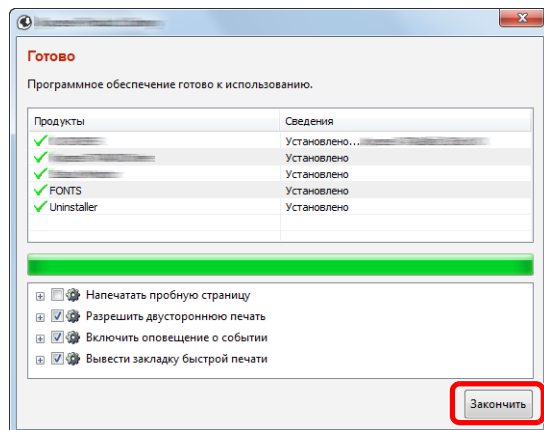 Готово
Программное обеспечение готово к использованию.
Продукты Сведения
Установлено...
Установлено
Установлено
FONTS Установлено
Uninstaller Установлено
Напечатать пробную страницу
Разрешить двустороннюю печать
Включить оповещение о событии
Вывести закладку быстрой печати
Закончить